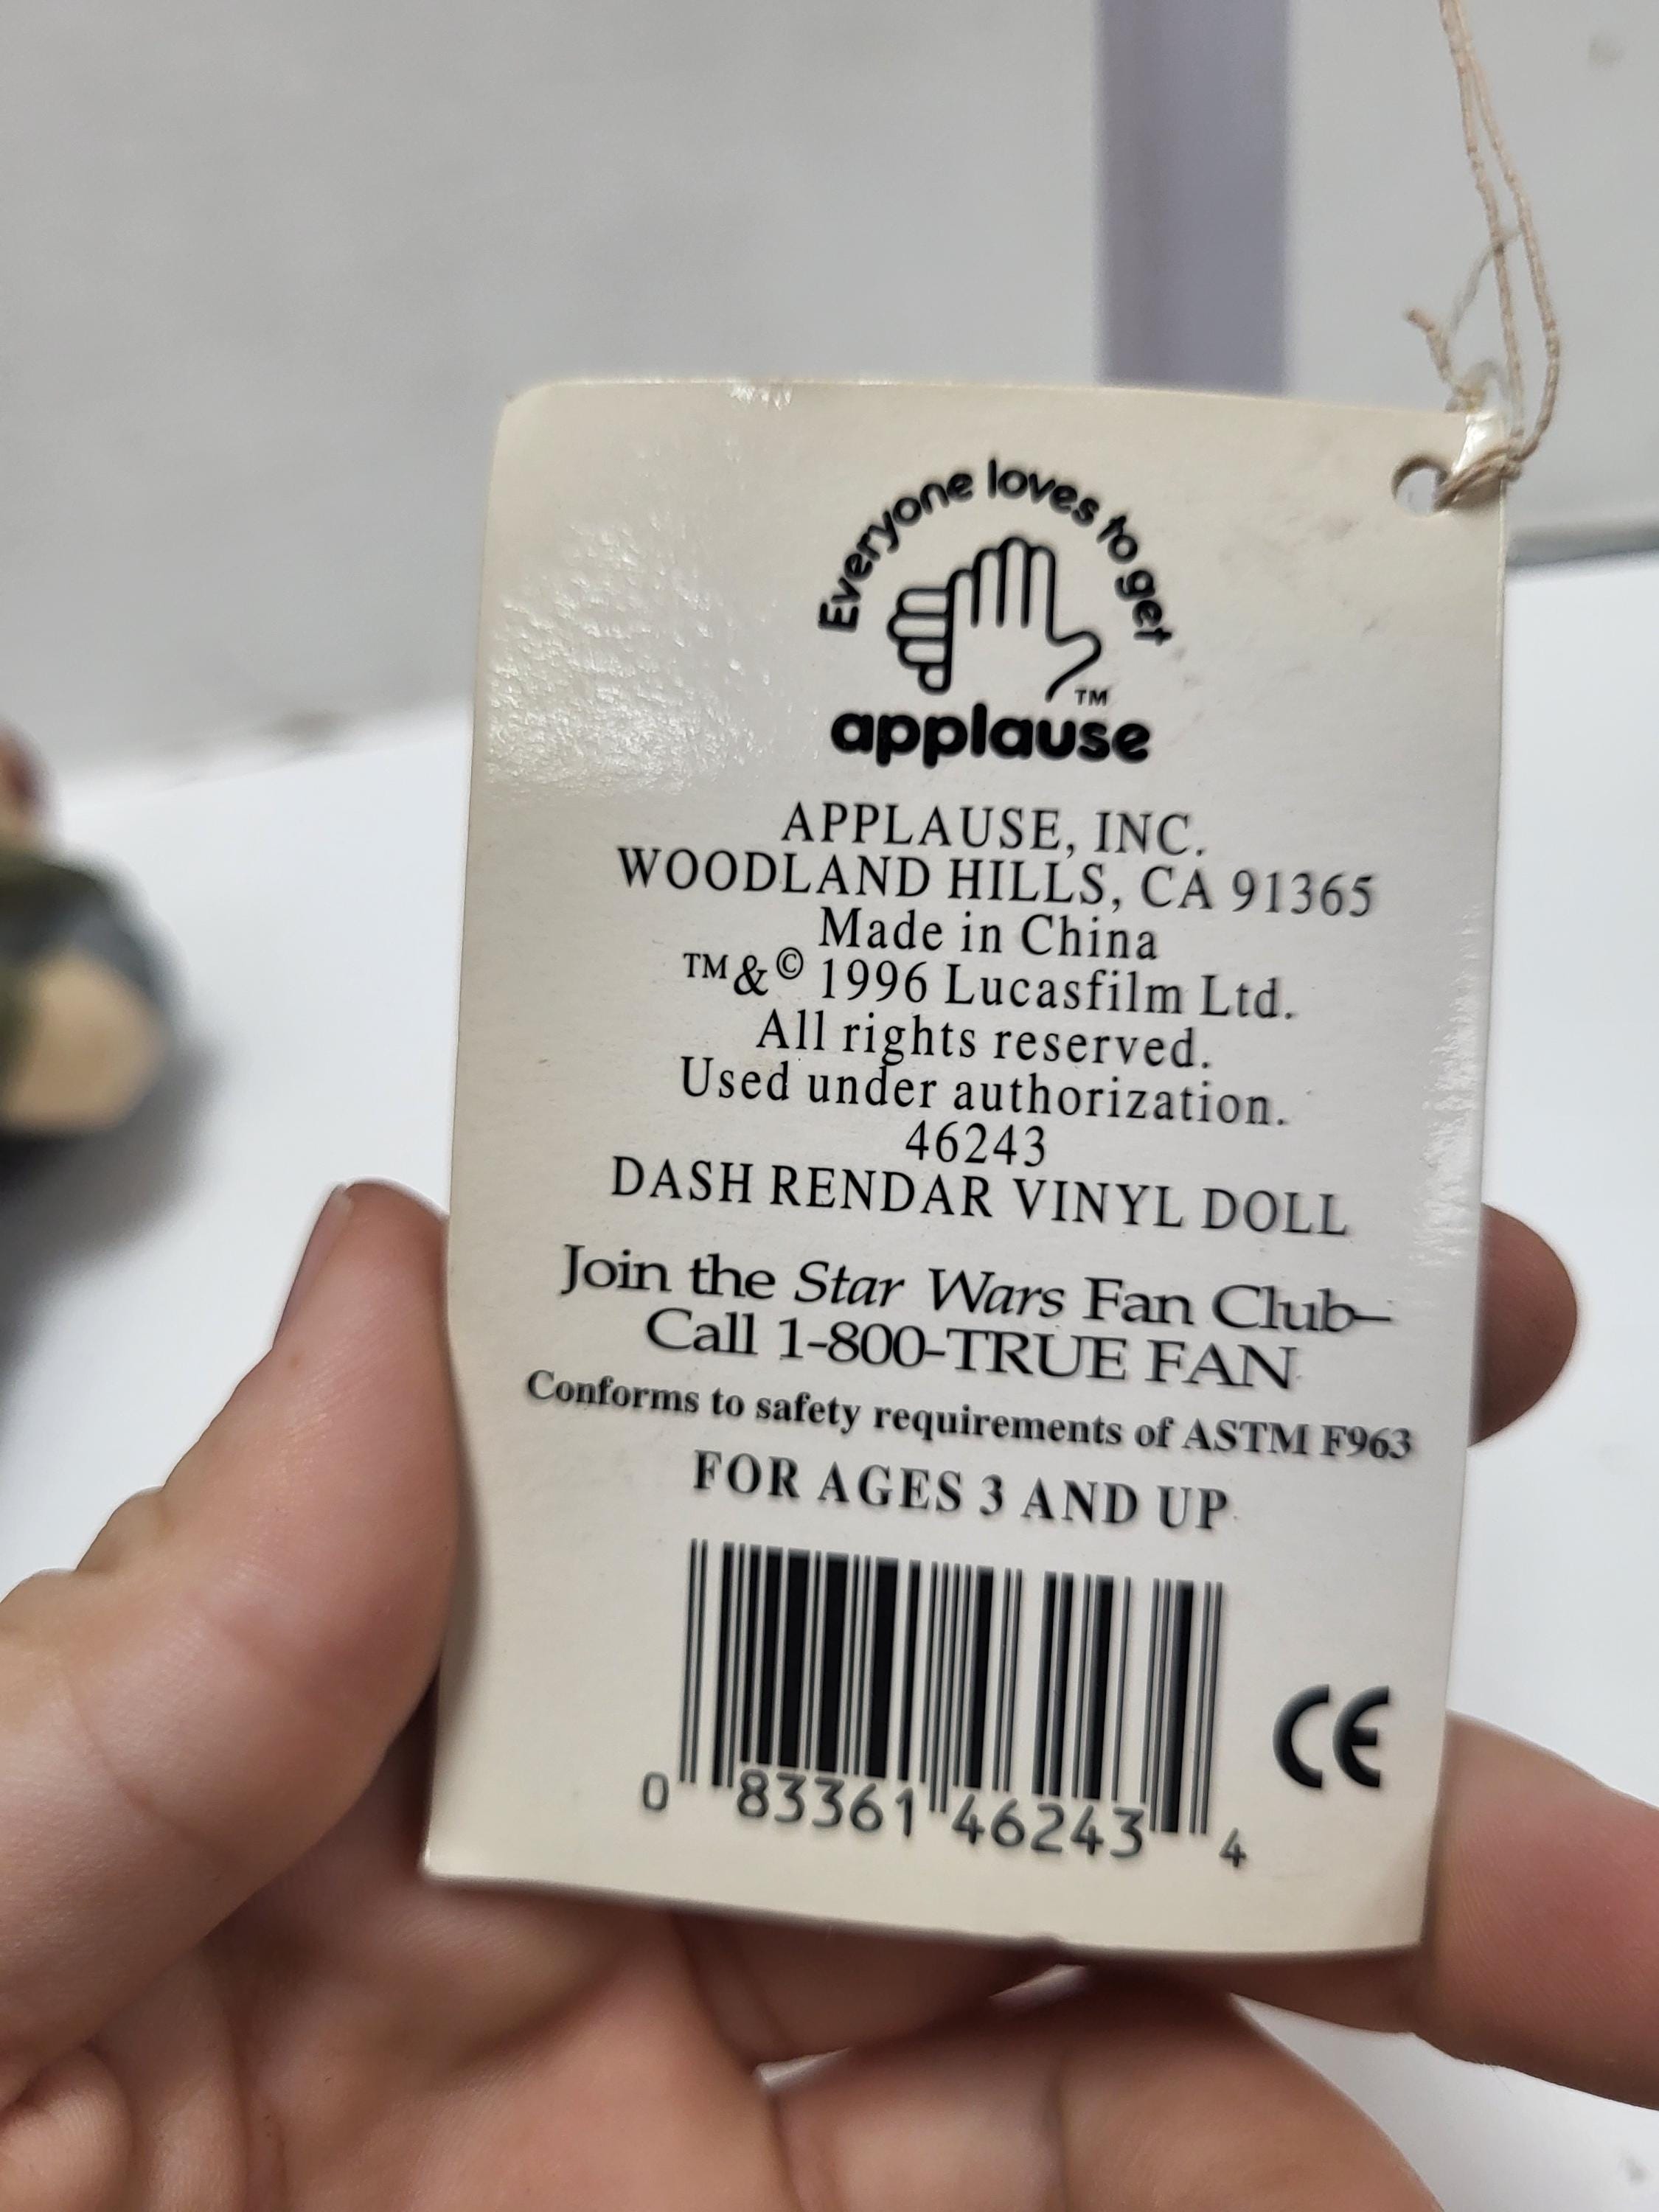 Everyone loves to get
TM
applause
APPLAUSE, INC.
WOODLAND HILLS, CA 91365
Made in China
™&© 1996 Lucasfilm Ltd.
All rights reserved.
Used under authorization.
46243
DASH RENDAR VINYL DOLL
Join the Star Wars Fan Club–
Call 1-800-TRUE FAN
Conforms to safety requirements of ASTM F963
FOR AGES 3 AND UP
CE
0 83361 46243 4